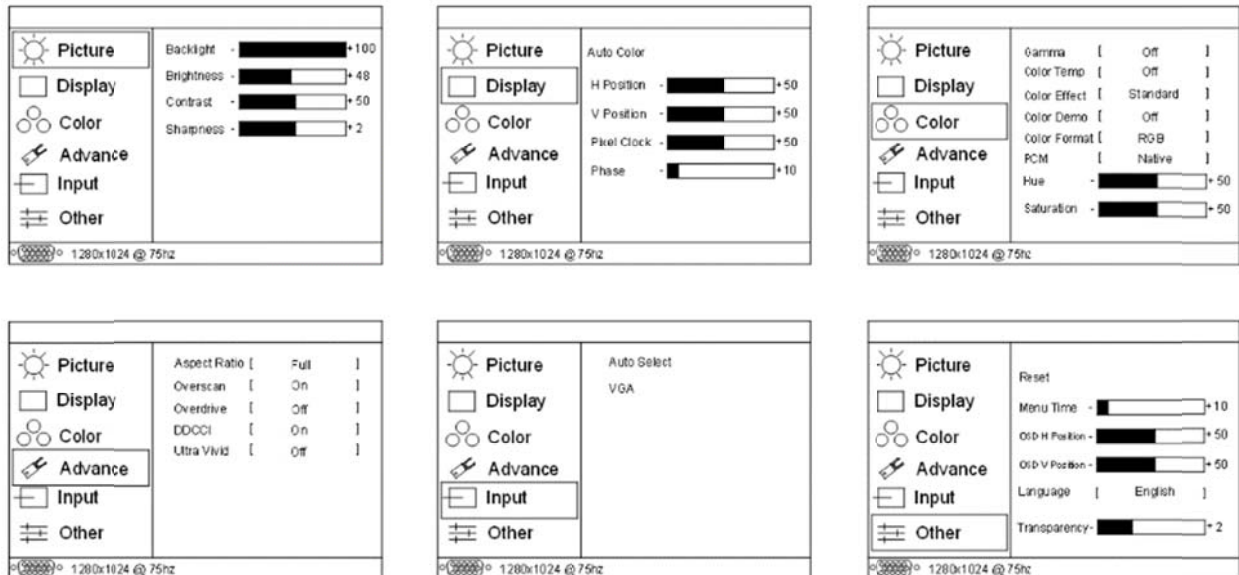 Picture
Display
Color
Advance
Input
Other
Backlight - + 100
Brightness - + 48
Contrast - + 50
Sharpness - + 2
1280x1024 @ 75hz
Picture
Display
Color
Advance
Input
Other
Auto Color
H Position - + 50
V Position - + 50
Pixel Clock - + 50
Phase - + 10
1280x1024 @ 75hz
Picture
Display
Color
Advance
Input
Other
Gamma [ Off ]
Color Temp [ Off ]
Color Effect [ Standard ]
Color Demo [ Off ]
Color Format [ RGB ]
PCM [ Native ]
Hue - + 50
Saturation - + 50
1280x1024 @ 75hz
Picture
Display
Color
Advance
Input
Other
Aspect Ratio [ Full ]
Overscan [ On ]
Overdrive [ Off ]
DDCCI [ On ]
Ultra Vivid [ Off ]
1280x1024 @ 75hz
Picture
Display
Color
Advance
Input
Other
Auto Select
VGA
1280x1024 @ 75hz
Picture
Display
Color
Advance
Input
Other
Reset
Menu Time - + 10
OSD H Position - + 50
OSD V Position - + 50
Language [ English ]
Transparency - + 2
1280x1024 @ 75hz